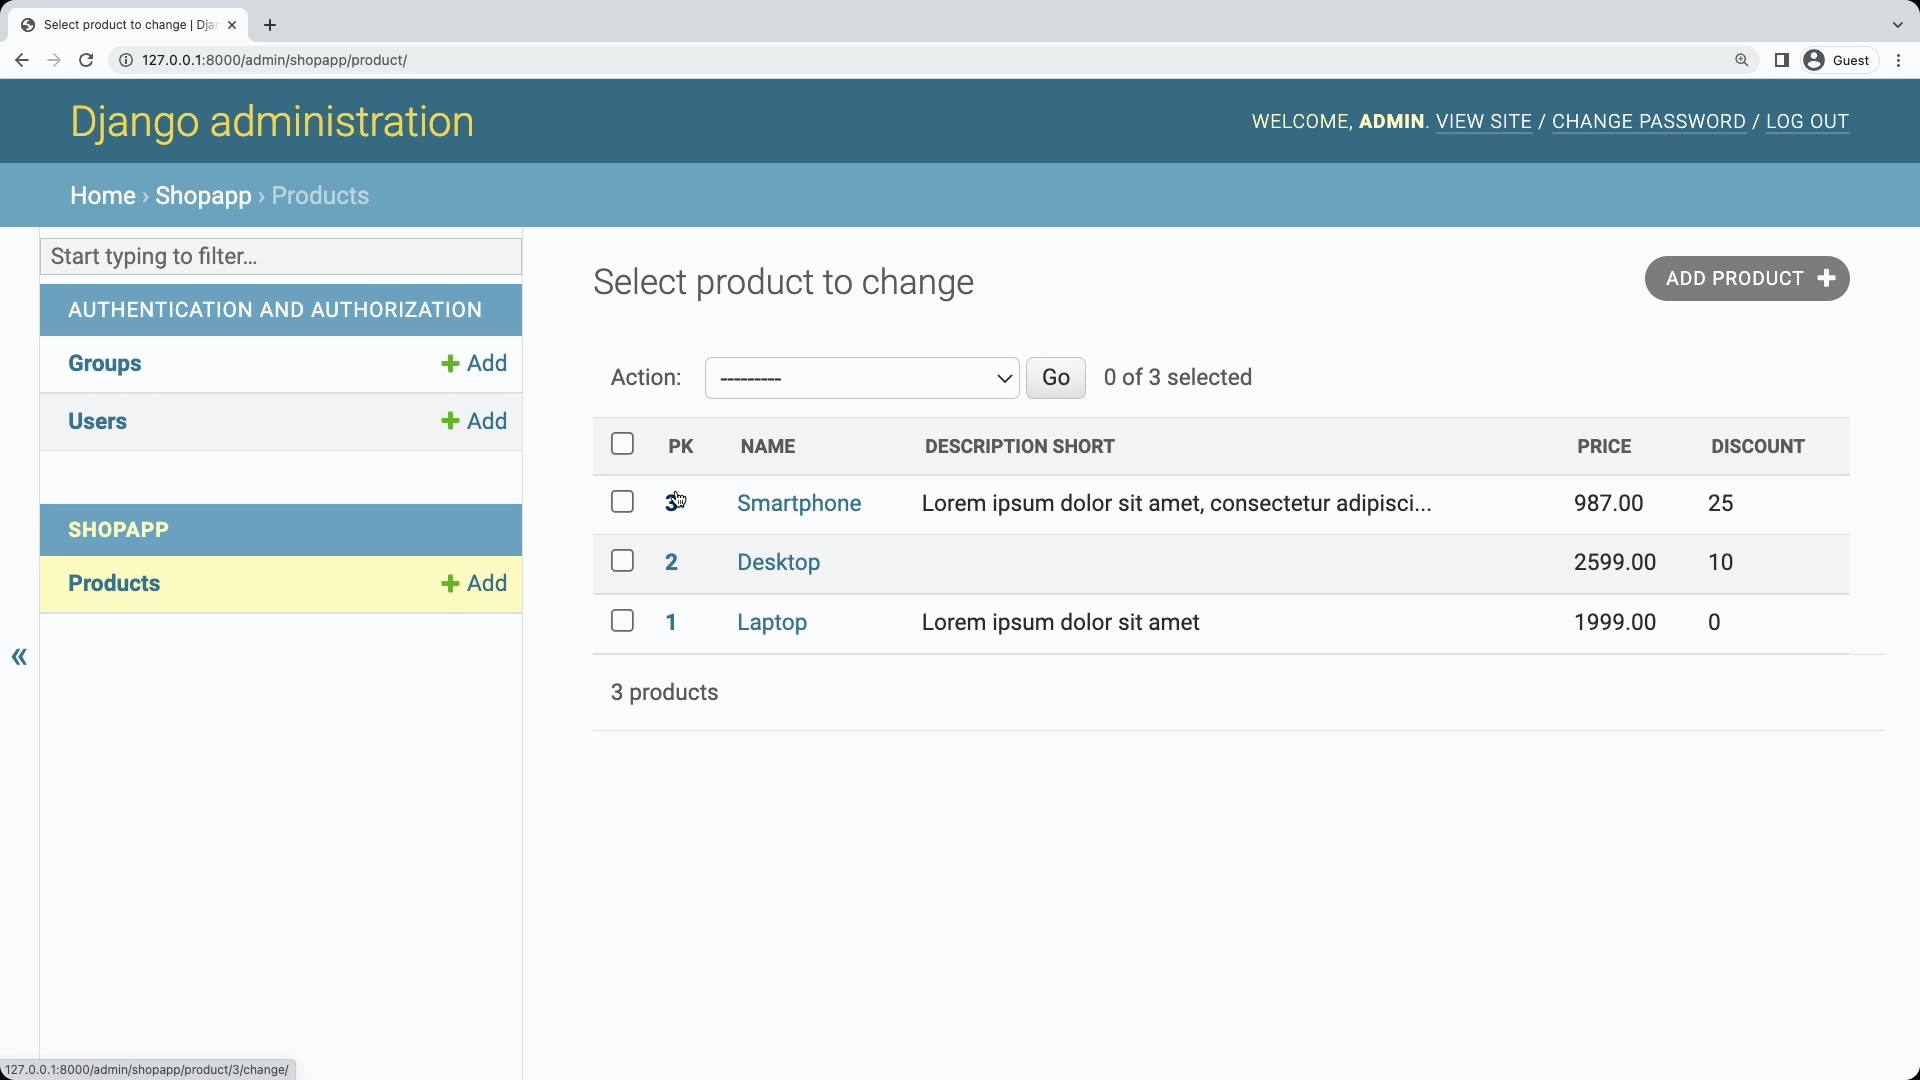 Select product to change | Djan
127.0.0.1:8000/admin/shopapp/product/
Guest
Django administration
WELCOME, ADMIN. VIEW SITE / CHANGE PASSWORD / LOG OUT
Home › Shopapp › Products
Start typing to filter...
AUTHENTICATION AND AUTHORIZATION
Groups + Add
Users + Add
SHOPAPP
Products + Add
«
Select product to change
ADD PRODUCT +
Action: --------- Go 0 of 3 selected
PK NAME DESCRIPTION SHORT PRICE DISCOUNT
3 Smartphone Lorem ipsum dolor sit amet, consectetur adipisci... 987.00 25
2 Desktop 2599.00 10
1 Laptop Lorem ipsum dolor sit amet 1999.00 0
3 products
127.0.0.1:8000/admin/shopapp/product/3/change/